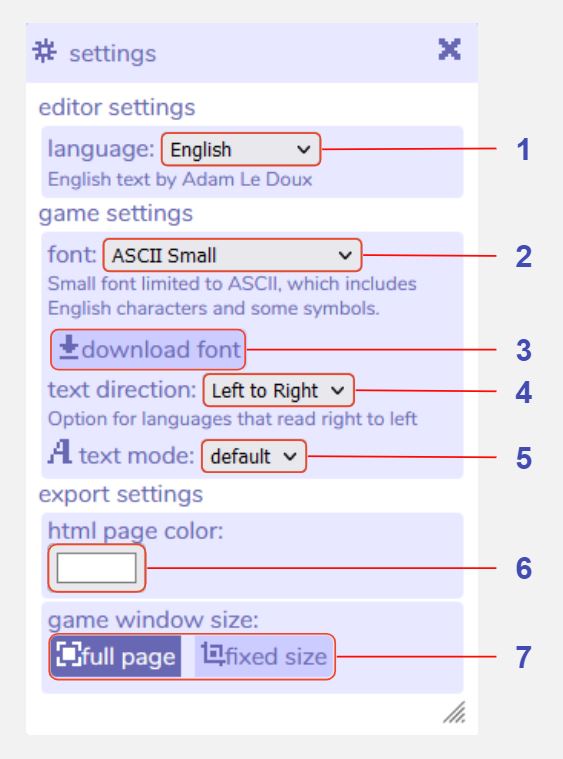 settings
editor settings
language: English 1
English text by Adam Le Doux
game settings
font: ASCII Small 2
Small font limited to ASCII, which includes
English characters and some symbols.
download font 3
text direction: Left to Right 4
Option for languages that read right to left
A text mode: default 5
export settings
html page color:
6
game window size:
full page fixed size 7